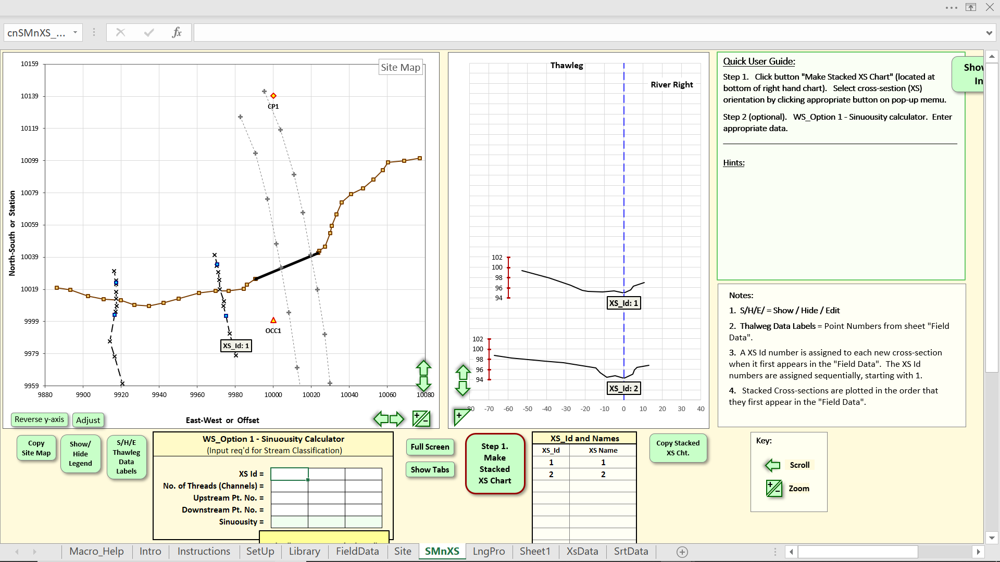 cnSMnXS_...
fx
Site Map
10159
10139
10119
10099
10079
10059
10039
10019
9999
9979
9959
North-South or Station
CP1
OCC1
XS_Id: 1
9880 9900 9920 9940 9960 9980 10000 10020 10040 10060 10080
East-West or Offset
Reverse y-axis
Adjust
Thawleg
River Right
102
100
98
96
94
XS_Id: 1
102
100
98
96
94
XS_Id: 2
-70 -60 -50 -40 -30 -20 -10 0 10 20 30 40
Quick User Guide:
Step 1. Click button "Make Stacked XS Chart" (located at
bottom of right hand chart). Select cross-sestion (XS)
orientation by clicking appropriate button on pop-up memu.
Step 2 (optional). WS_Option 1 - Sinuousity calculator. Enter
appropriate data.
Hints:
Notes:
1. S/H/E/ = Show / Hide / Edit
2. Thalweg Data Labels = Point Numbers from sheet "Field
Data".
3. A XS Id number is assigned to each new cross-section
when it first appears in the "Field Data". The XS Id
numbers are assigned sequentially, starting with 1.
4. Stacked Cross-sections are plotted in the order that
they first appear in the "Field Data".
Copy
Site Map
Show/
Hide
Legend
S/H/E
Thawleg
Data
Labels
WS_Option 1 - Sinuousity Calculator
(Input req'd for Stream Classification)
XS Id =
No. of Threads (Channels) =
Upstream Pt. No. =
Downstream Pt. No. =
Sinuousity =
Full Screen
Show Tabs
Step 1.
Make
Stacked
XS Chart
XS_Id and Names
XS_Id XS Name
1 1
2 2
Copy Stacked
XS Cht.
Key:
Scroll
Zoom
Macro_Help Intro Instructions SetUp Library FieldData Site SMnXS LngPro Sheet1 XsData SrtData